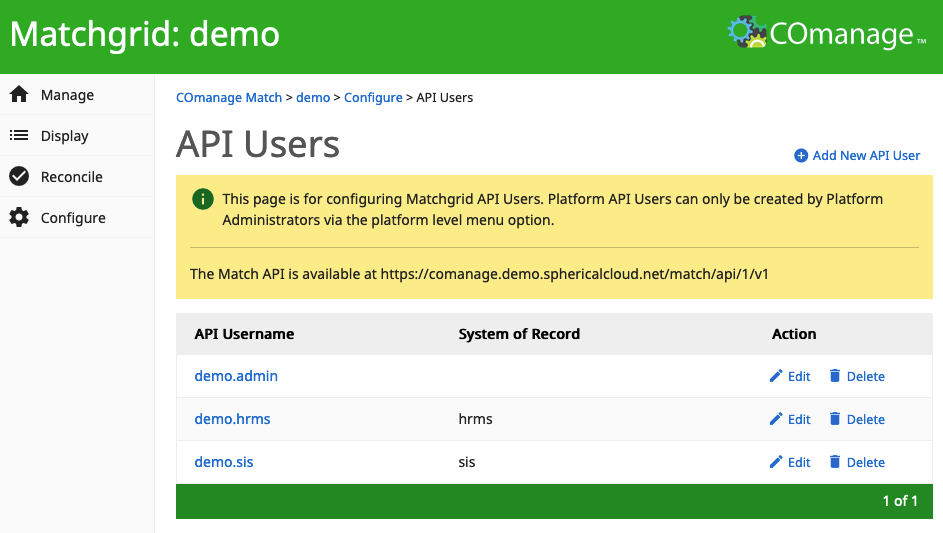 Matchgrid: demo
COmanage™
Manage
Display
Reconcile
Configure
COmanage Match > demo > Configure > API Users
API Users
Add New API User
This page is for configuring Matchgrid API Users. Platform API Users can only be created by Platform
Administrators via the platform level menu option.
The Match API is available at https://comanage.demo.sphericalcloud.net/match/api/1/v1
API Username System of Record Action
demo.admin Edit Delete
demo.hrms hrms Edit Delete
demo.sis sis Edit Delete
1 of 1